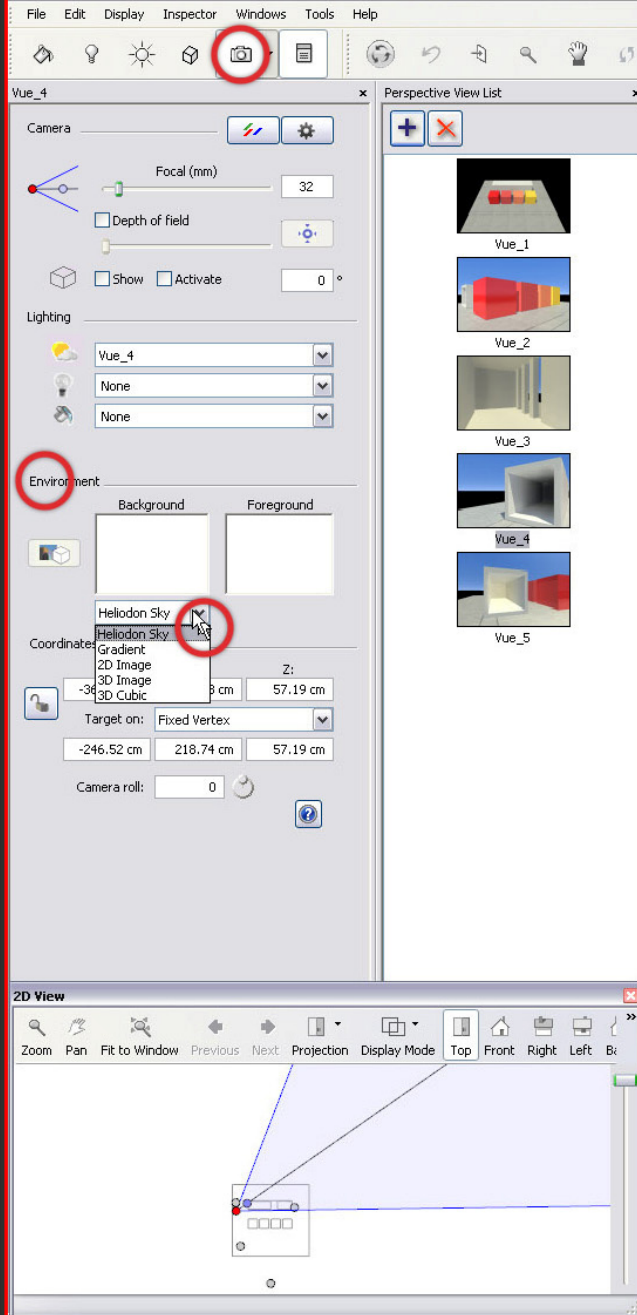 File Edit Display Inspector Windows Tools Help
Vue_4
Camera
Focal (mm)
32
Depth of field
Show Activate 0 °
Lighting
Vue_4
None
None
Environment
Background Foreground
Heliodon Sky
Heliodon Sky
Gradient
2D Image
3D Image
3D Cubic
Coordinates
Z:
cm 57.19 cm
Target on: Fixed Vertex
-246.52 cm 218.74 cm 57.19 cm
Camera roll: 0
Perspective View List
Vue_1
Vue_2
Vue_3
Vue_4
Vue_5
2D View
Zoom Pan Fit to Window Previous Next Projection Display Mode Top Front Right Left